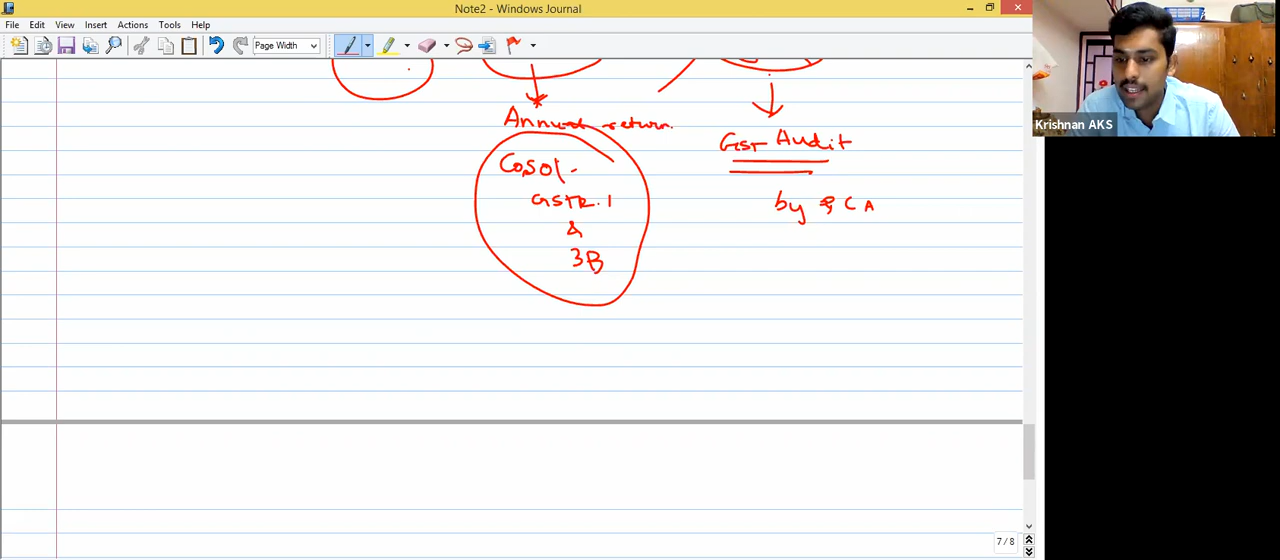 Note2 - Windows Journal
File Edit View Insert Actions Tools Help
Page Width
Annual return.
Cosol-
GSTR.1
&
3B
GST Audit
by CA
Krishnan AKS
7 / 8